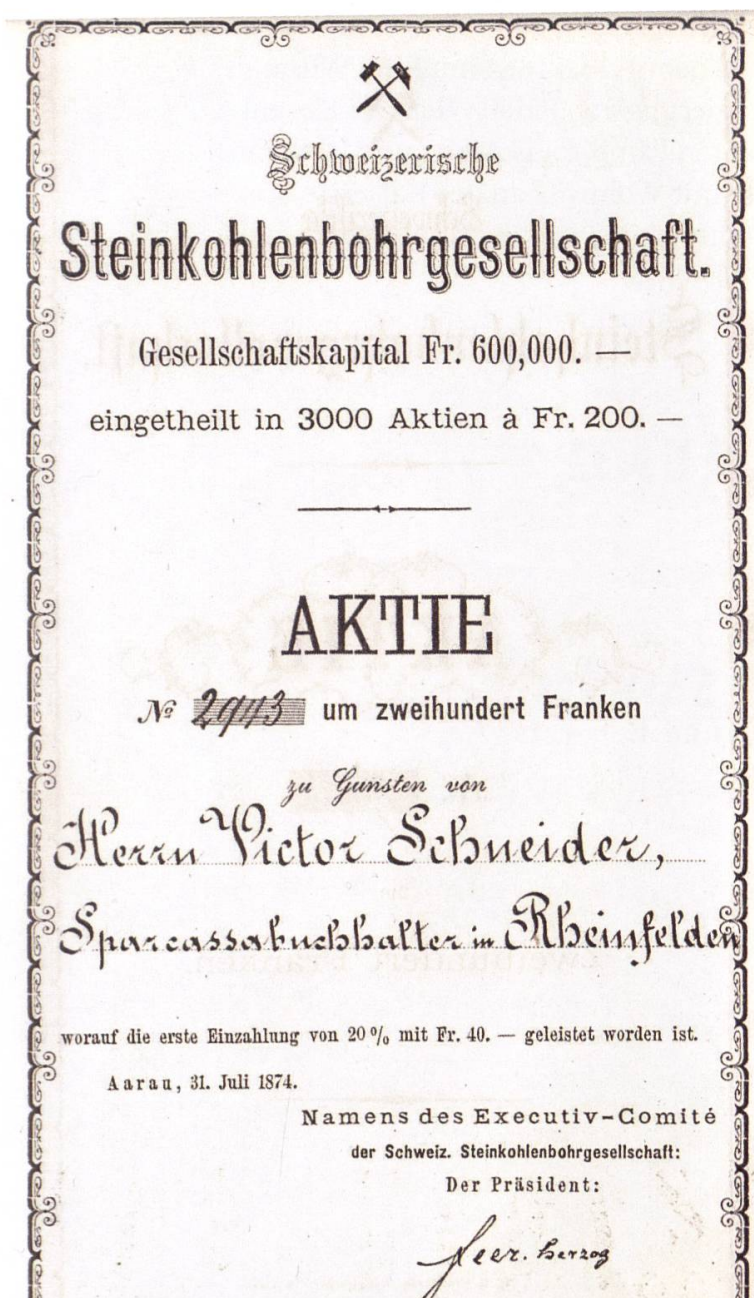 Schweizerische
Steinkohlenbohrgesellschaft.
Gesellschaftskapital Fr. 600,000. —
eingetheilt in 3000 Aktien à Fr. 200. —
AKTIE
№ 2943 um zweihundert Franken
zu Gunsten von
Herrn Victor Schneider,
Sparcassabuchhalter in Rheinfelden
worauf die erste Einzahlung von 20 % mit Fr. 40. — geleistet worden ist.
Aarau, 31. Juli 1874.
Namens des Executiv-Comité
der Schweiz. Steinkohlenbohrgesellschaft:
Der Präsident:
Feer. Herzog